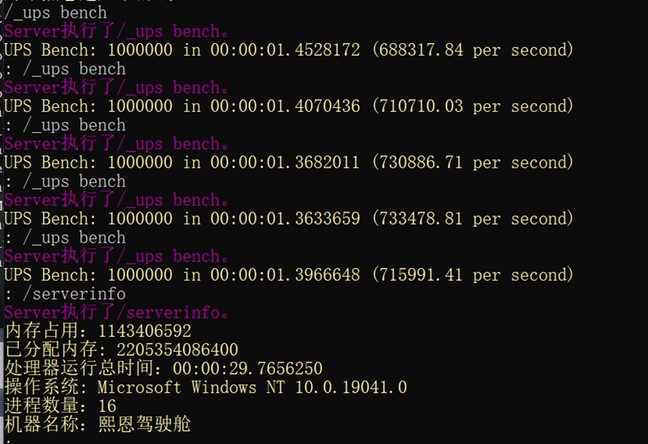 /_ups bench
Server执行了/_ups bench。
UPS Bench: 1000000 in 00:00:01.4528172 (688317.84 per second)
: /_ups bench
Server执行了/_ups bench。
UPS Bench: 1000000 in 00:00:01.4070436 (710710.03 per second)
: /_ups bench
Server执行了/_ups bench。
UPS Bench: 1000000 in 00:00:01.3682011 (730886.71 per second)
: /_ups bench
Server执行了/_ups bench。
UPS Bench: 1000000 in 00:00:01.3633659 (733478.81 per second)
: /_ups bench
Server执行了/_ups bench。
UPS Bench: 1000000 in 00:00:01.3966648 (715991.41 per second)
: /serverinfo
Server执行了/serverinfo。
内存占用: 1143406592
已分配内存: 2205354086400
处理器运行总时间: 00:00:29.7656250
操作系统: Microsoft Windows NT 10.0.19041.0
进程数量: 16
机器名称: 熙恩驾驶舱
: